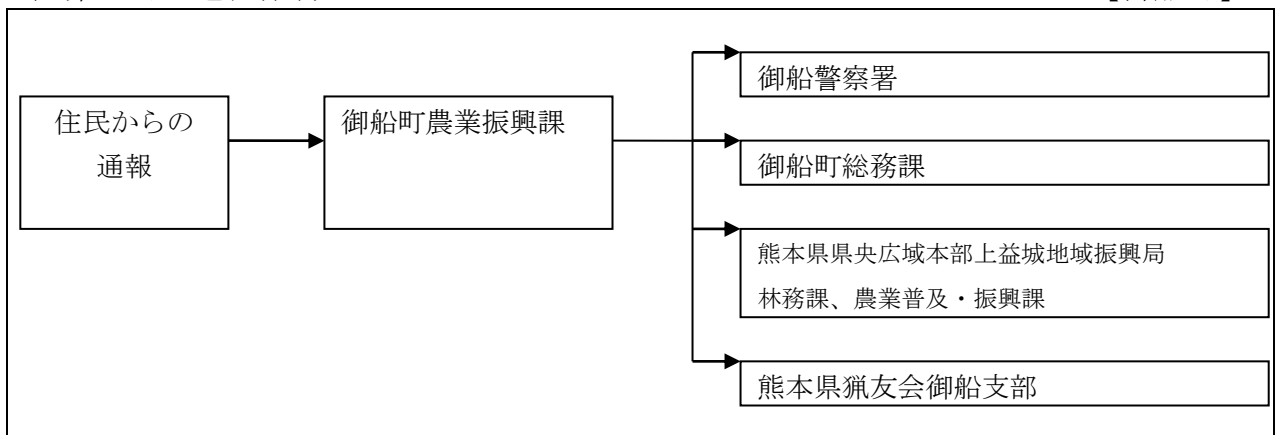 住民からの
通報
御船町農業振興課
御船警察署
御船町総務課
熊本県県央広域本部上益城地域振興局
林務課、農業普及・振興課
熊本県猟友会御船支部